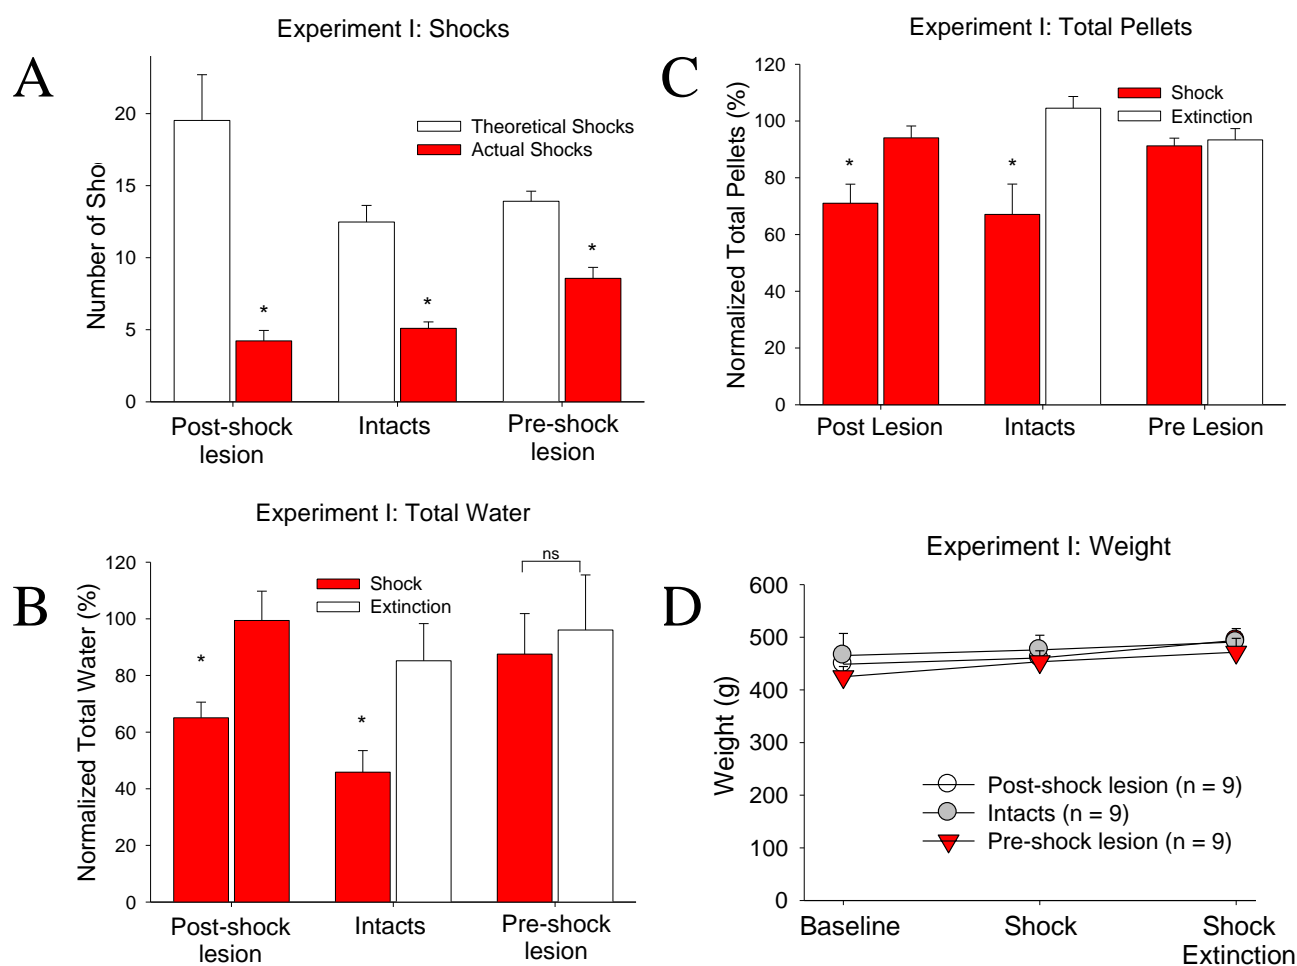 A
Experiment I: Shocks
Number of Sho
20
15
10
5
0
Theoretical Shocks
Actual Shocks
*
*
*
Post-shock
lesion
Intacts
Pre-shock
lesion
C
Experiment I: Total Pellets
Normalized Total Pellets (%)
120
100
80
60
40
20
0
Shock
Extinction
*
*
Post Lesion
Intacts
Pre Lesion
B
Experiment I: Total Water
Normalized Total Water (%)
120
100
80
60
40
20
0
Shock
Extinction
ns
*
*
Post-shock
lesion
Intacts
Pre-shock
lesion
D
Experiment I: Weight
Weight (g)
600
500
400
300
200
100
0
Post-shock lesion (n = 9)
Intacts (n = 9)
Pre-shock lesion (n = 9)
Baseline
Shock
Shock
Extinction